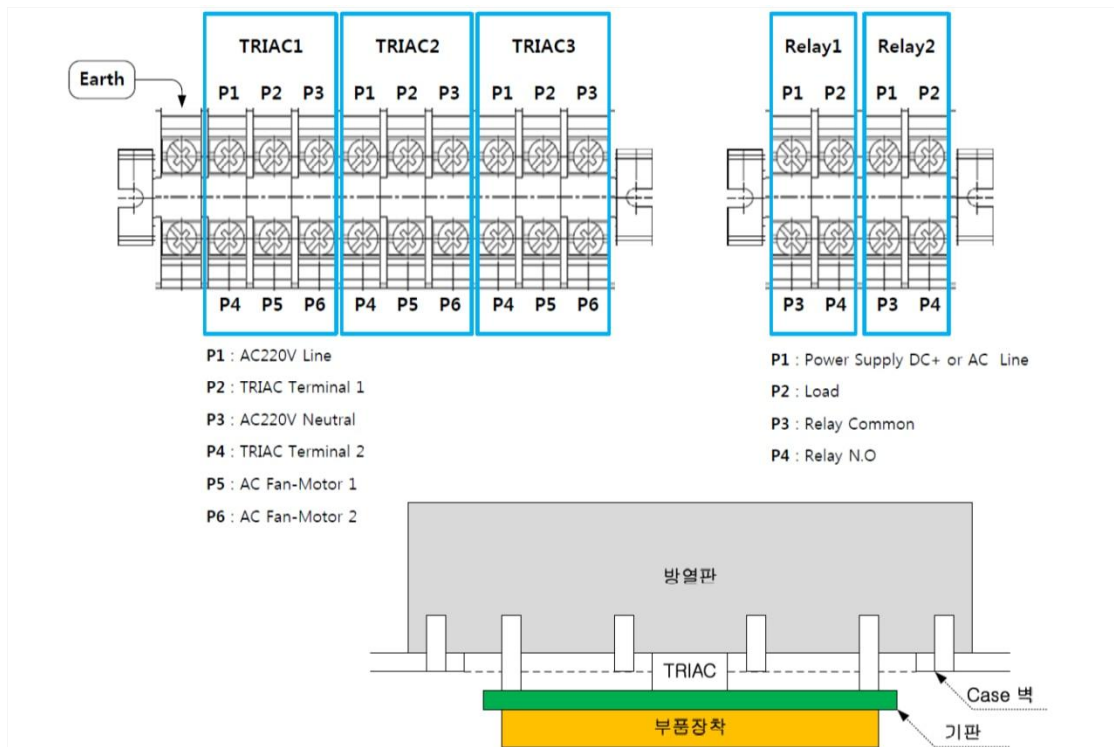 TRIAC1 TRIAC2 TRIAC3 Relay1 Relay2
Earth
P1 P2 P3 P1 P2 P3 P1 P2 P3 P1 P2 P1 P2
P4 P5 P6 P4 P5 P6 P4 P5 P6 P3 P4 P3 P4
P1 : AC220V Line
P2 : TRIAC Terminal 1
P3 : AC220V Neutral
P4 : TRIAC Terminal 2
P5 : AC Fan-Motor 1
P6 : AC Fan-Motor 2
P1 : Power Supply DC+ or AC Line
P2 : Load
P3 : Relay Common
P4 : Relay N.O
방열판
TRIAC
Case 벽
부품장착
기판